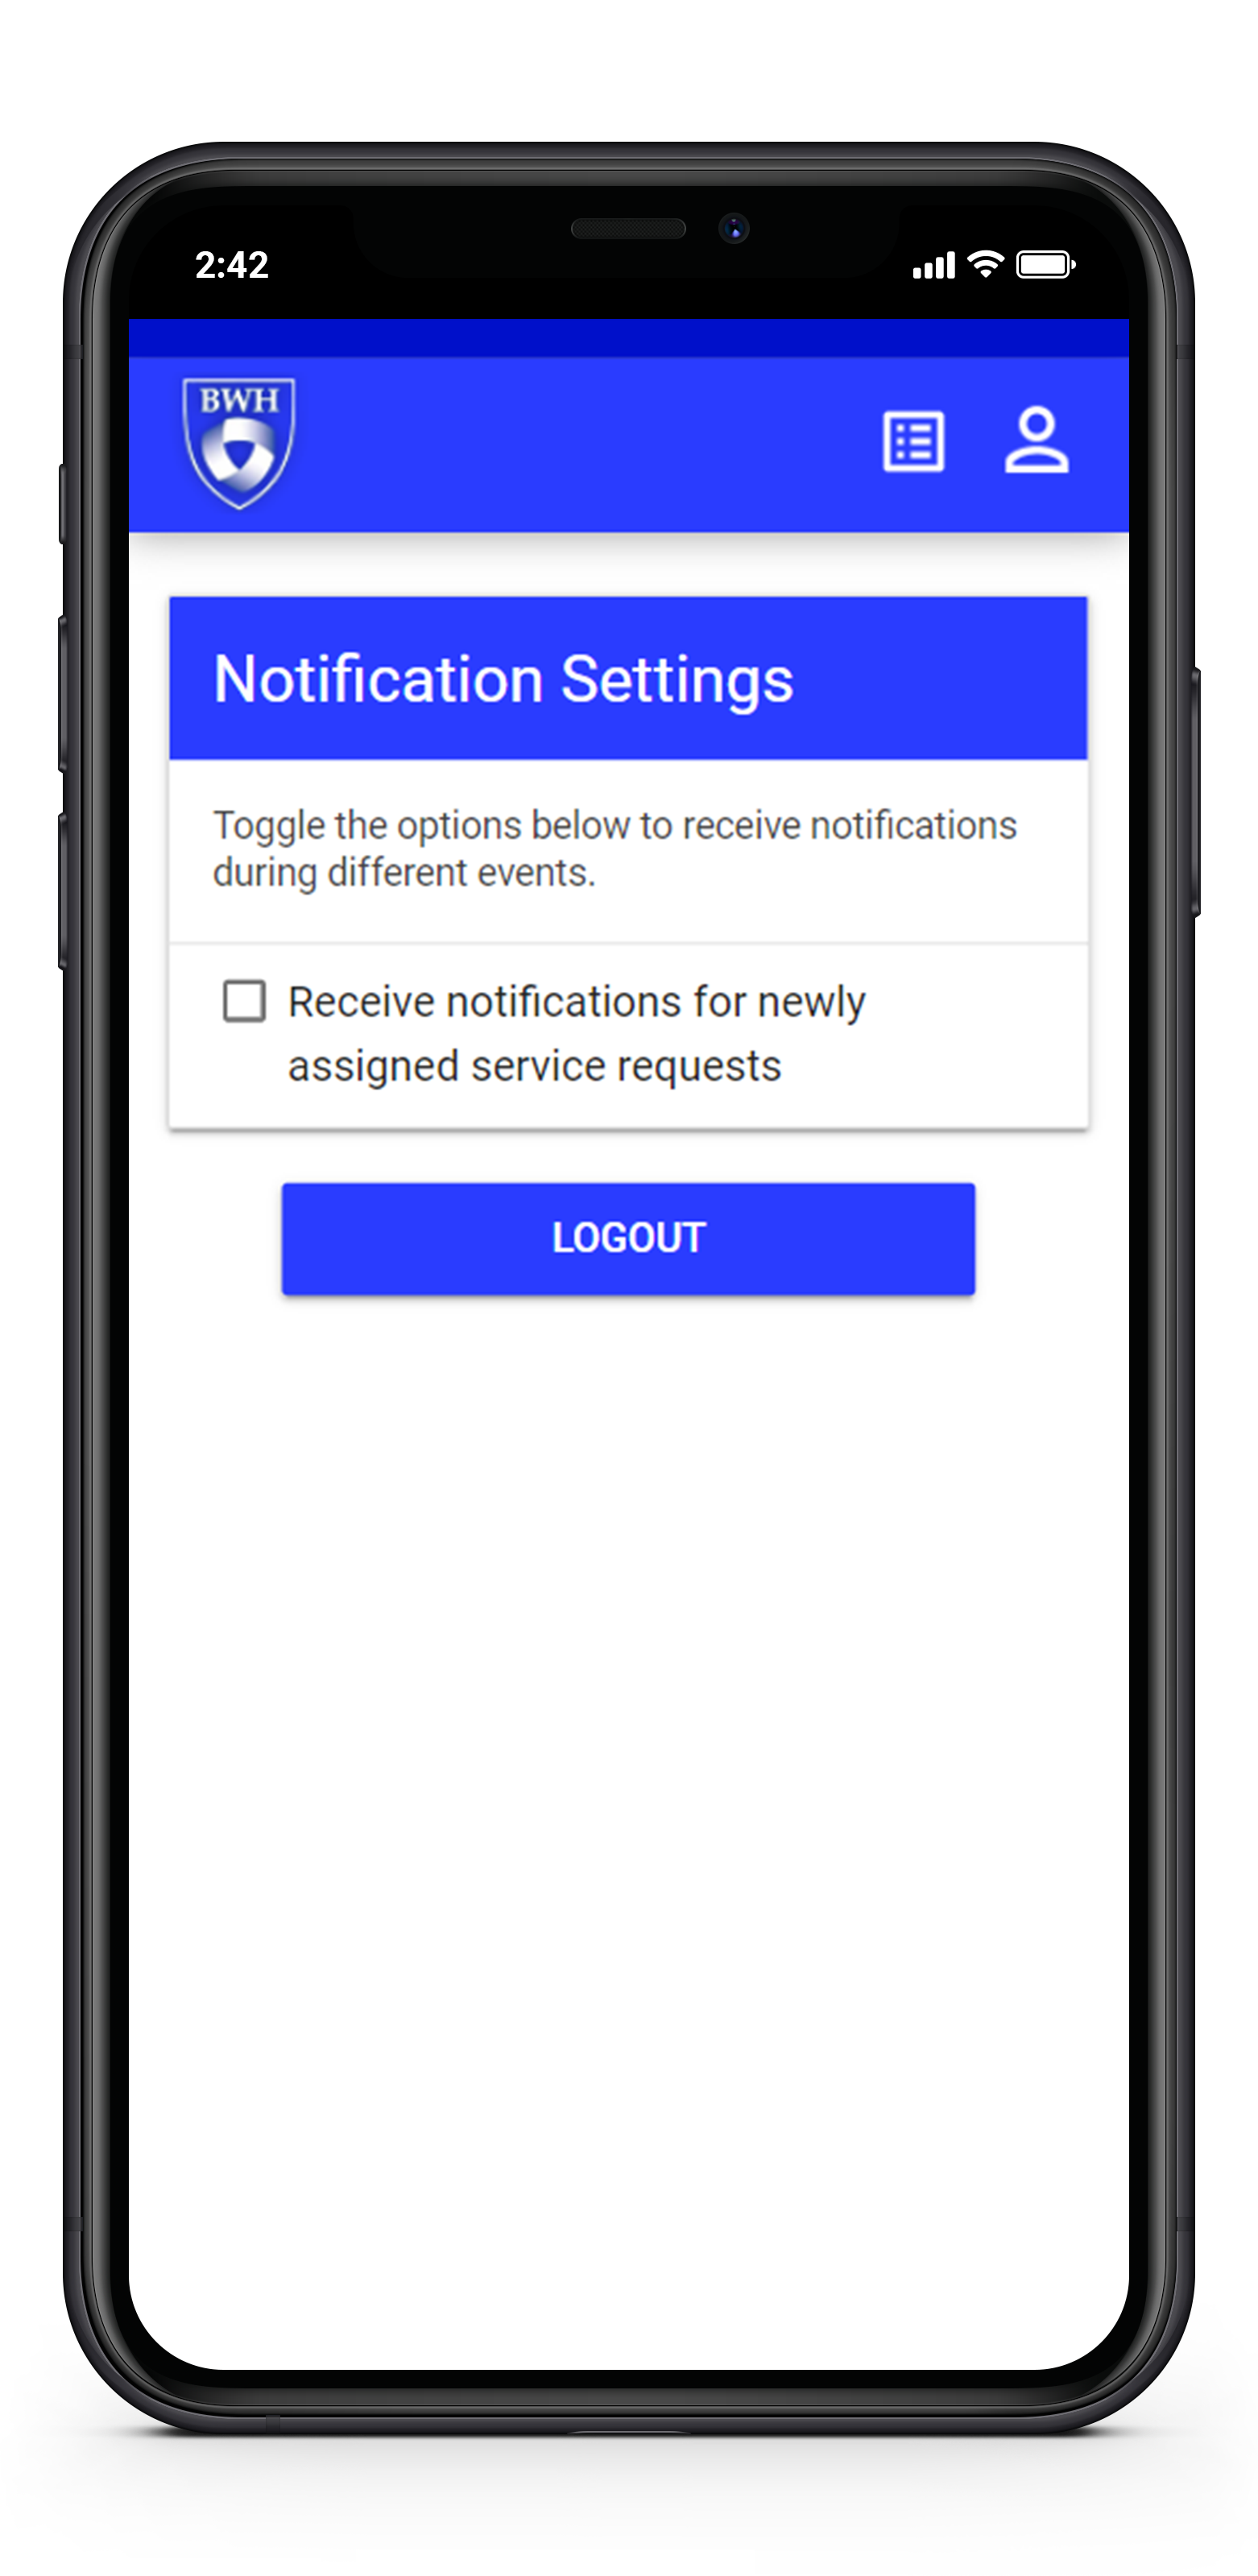 2:42
BWH
Notification Settings
Toggle the options below to receive notifications
during different events.
Receive notifications for newly
assigned service requests
LOGOUT